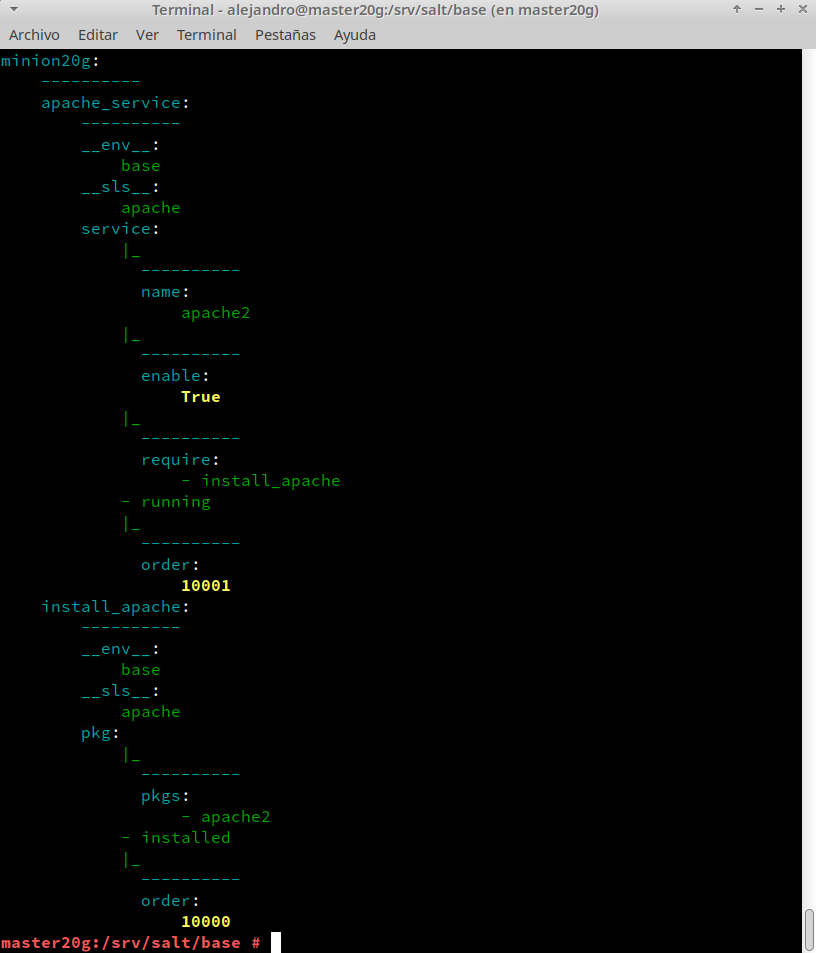 Terminal - alejandro@master20g:/srv/salt/base (en master20g)
Archivo Editar Ver Terminal Pestañas Ayuda
minion20g:
    ----------
    apache_service:
        ----------
        __env__:
            base
        __sls__:
            apache
        service:
            |_
              ----------
              name:
                  apache2
            |_
              ----------
              enable:
                  True
            |_
              ----------
              require:
                  - install_apache
            - running
            |_
              ----------
              order:
                  10001
    install_apache:
        ----------
        __env__:
            base
        __sls__:
            apache
        pkg:
            |_
              ----------
              pkgs:
                  - apache2
            - installed
            |_
              ----------
              order:
                  10000
master20g:/srv/salt/base #